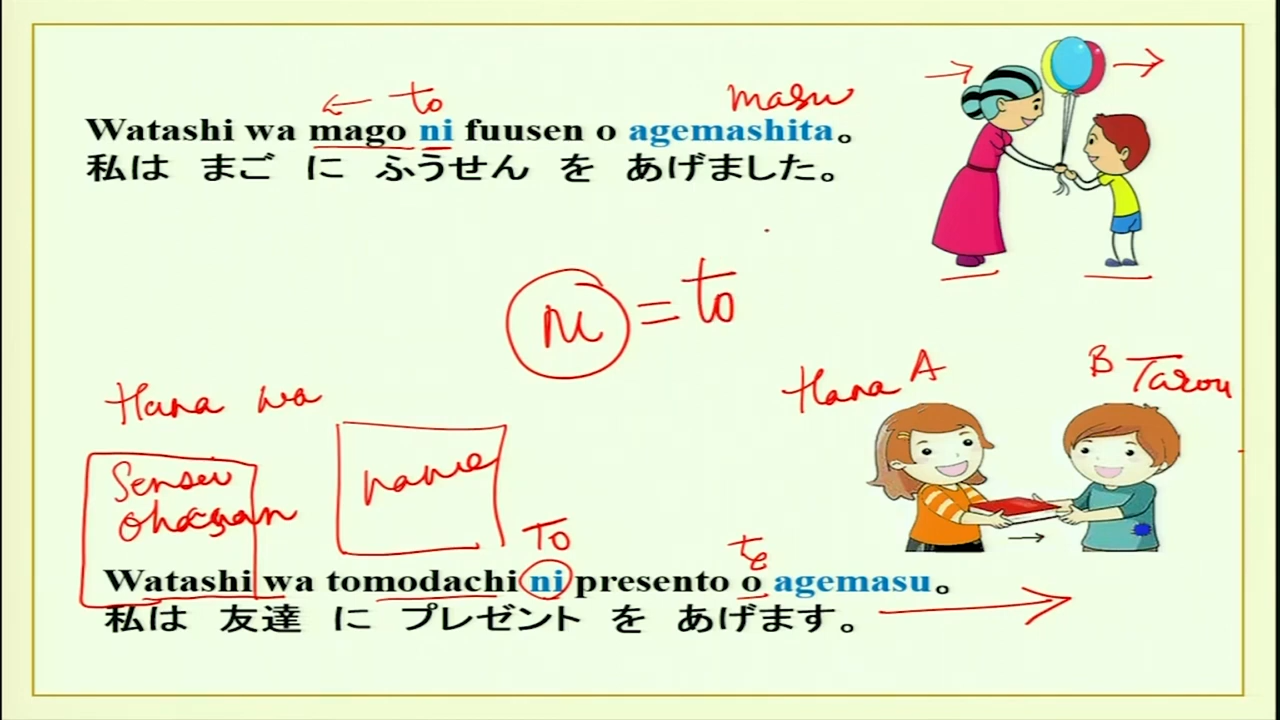 to masu
Watashi wa mago ni fuusen o agemashita。
私は まご に ふうせん を あげました。
ni = to
Hana A B Tarou
Hana wa
name
Sensei
Okaasan
TO te
Watashi wa tomodachi ni presento o agemasu。
私は 友達 に プレゼント を あげます。